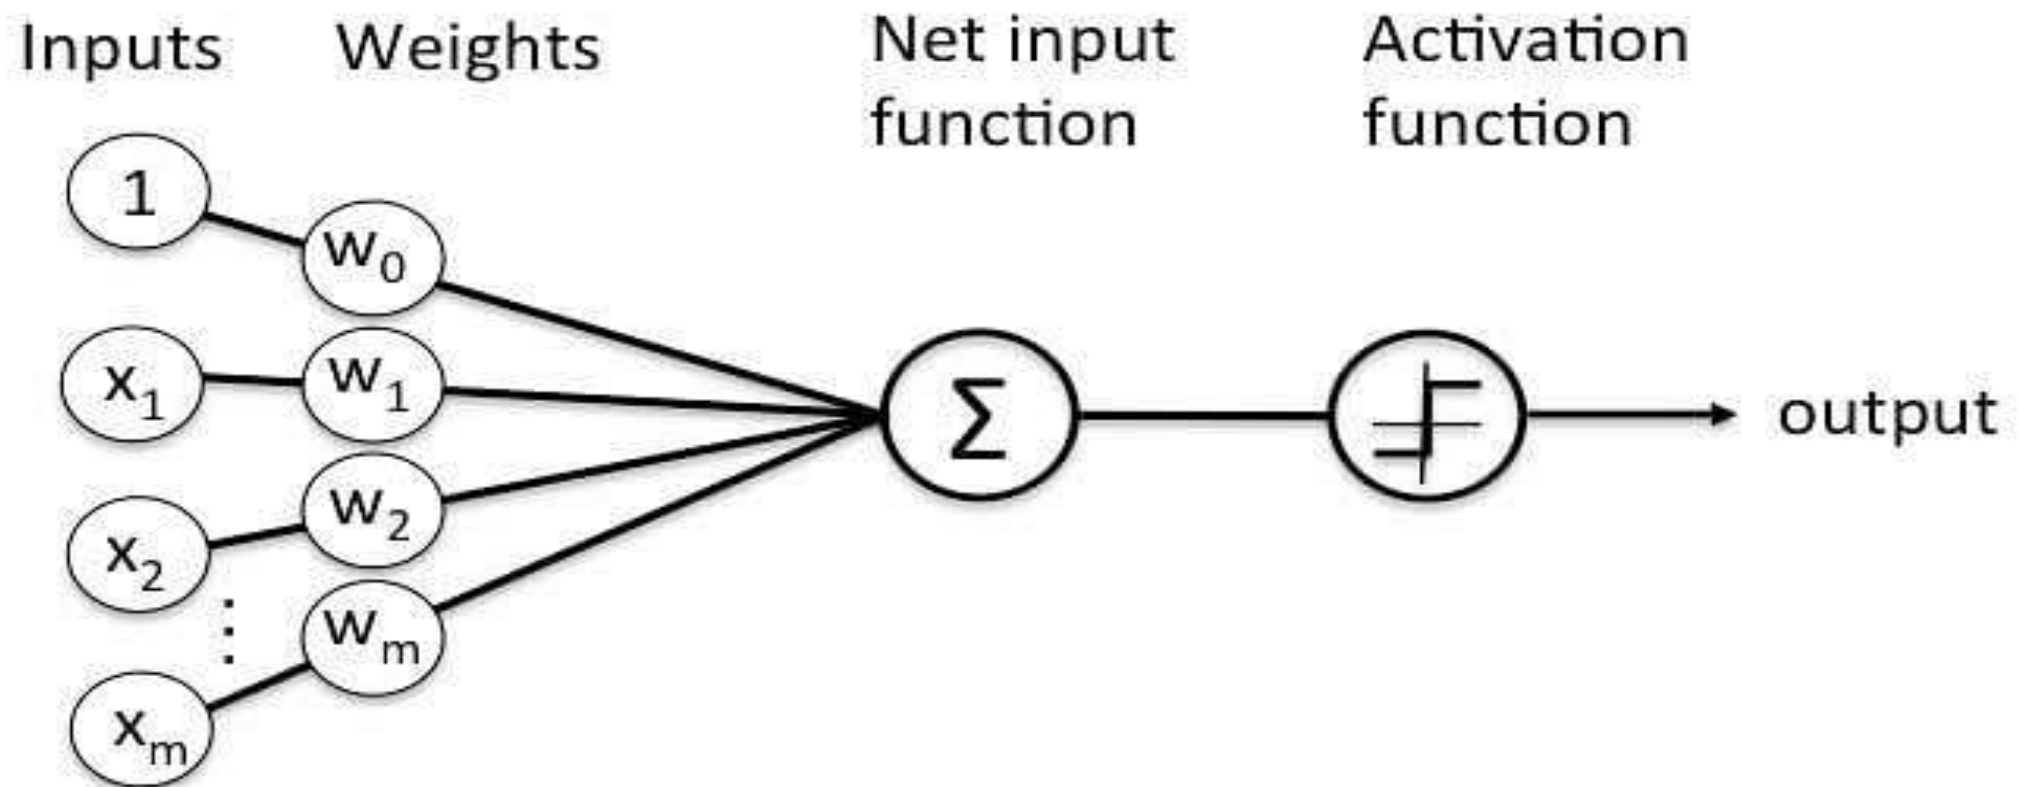 Inputs Weights Net input function Activation function
1
w0
x1 w1
Σ
output
x2 w2
wm
⋮
xm